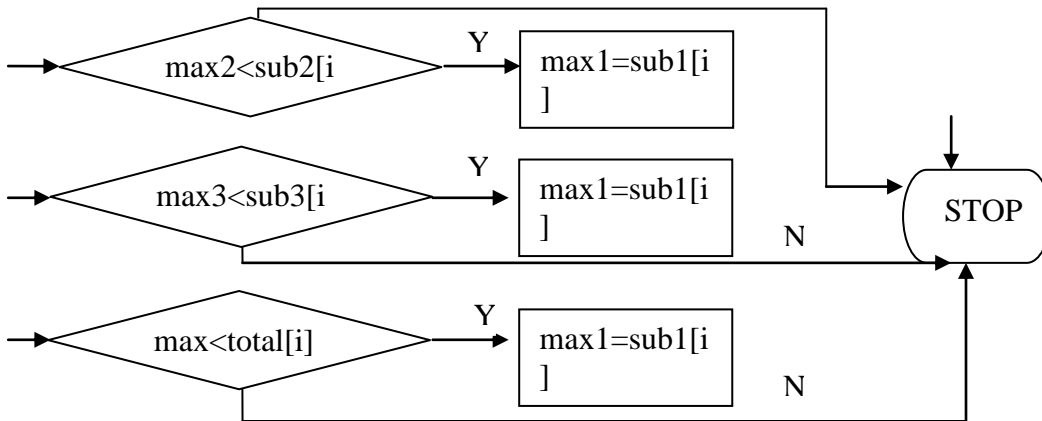 Y
max2<sub2[i
max1=sub1[i
]
Y
max3<sub3[i
max1=sub1[i
]
STOP
N
Y
max<total[i]
max1=sub1[i
]
N